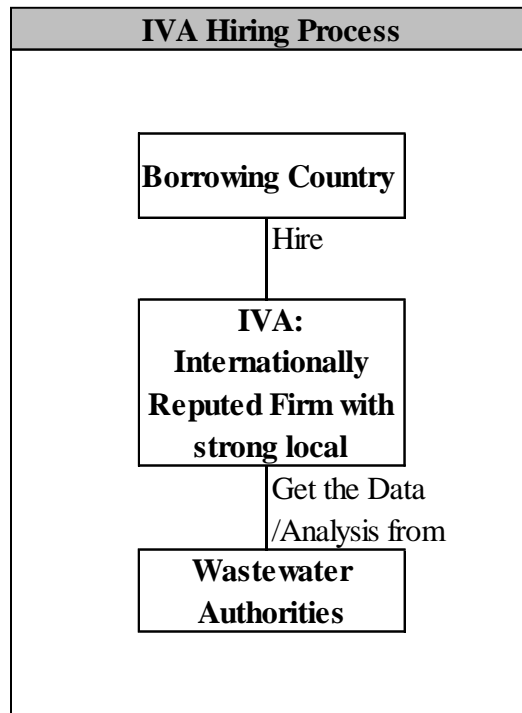 IVA Hiring Process
Borrowing Country
Hire
IVA:
Internationally
Reputed Firm with
strong local
Get the Data
/Analysis from
Wastewater
Authorities